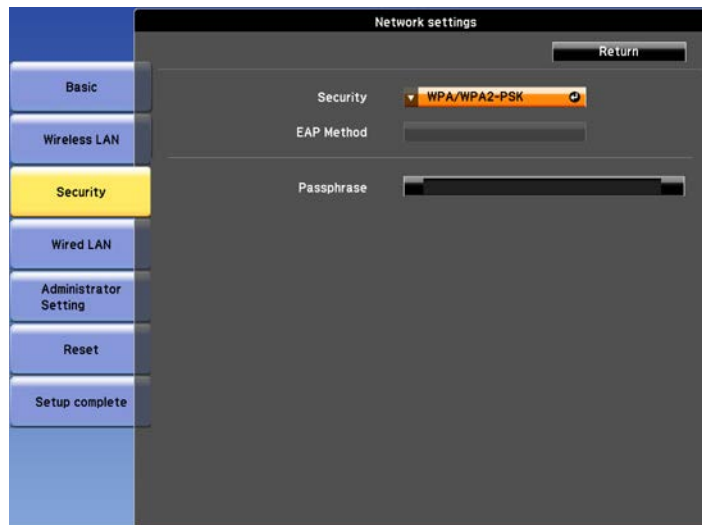 Network settings
Return
Basic
Wireless LAN
Security
Wired LAN
Administrator
Setting
Reset
Setup complete
Security WPA/WPA2-PSK
EAP Method
Passphrase